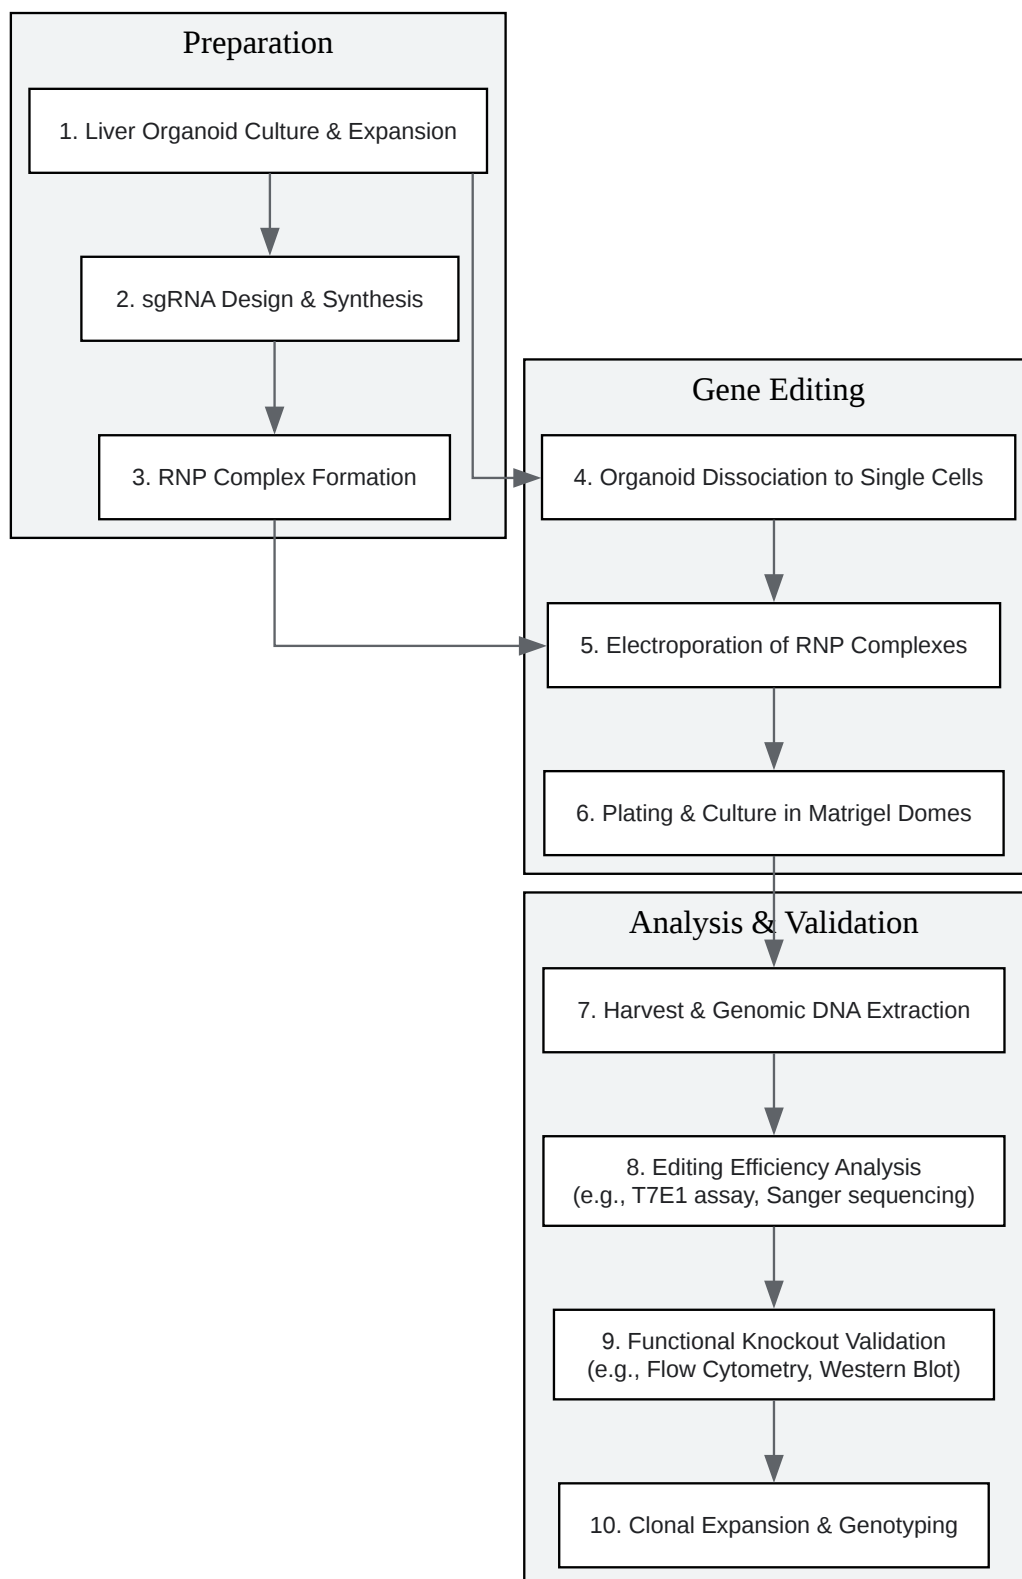 Preparation
1. Liver Organoid Culture & Expansion
2. sgRNA Design & Synthesis
3. RNP Complex Formation
Gene Editing
4. Organoid Dissociation to Single Cells
5. Electroporation of RNP Complexes
6. Plating & Culture in Matrigel Domes
Analysis & Validation
7. Harvest & Genomic DNA Extraction
8. Editing Efficiency Analysis
(e.g., T7E1 assay, Sanger sequencing)
9. Functional Knockout Validation
(e.g., Flow Cytometry, Western Blot)
10. Clonal Expansion & Genotyping